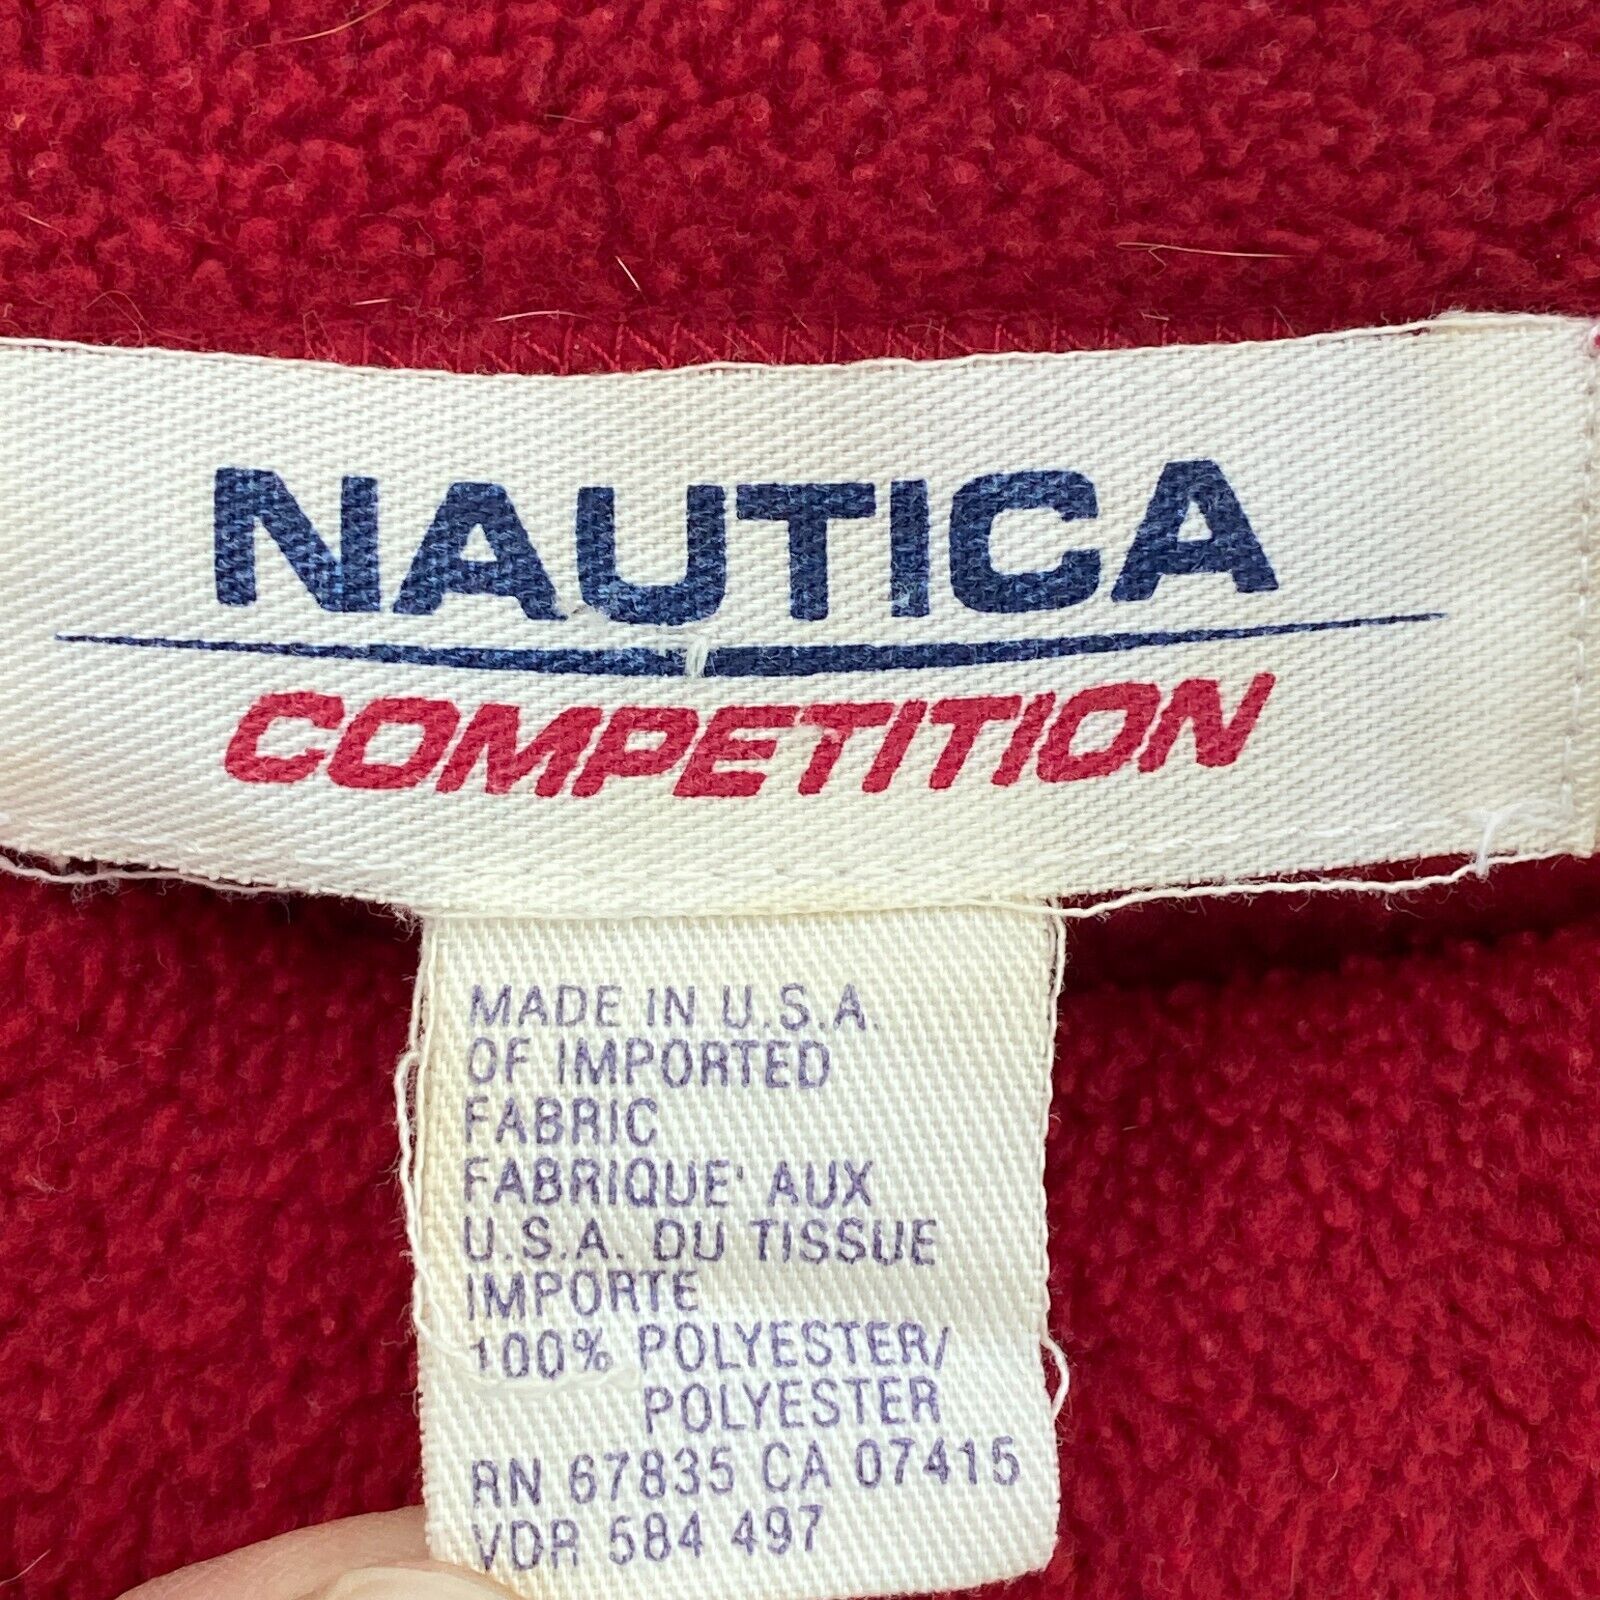 NAUTICA
COMPETITION
MADE IN U.S.A.
OF IMPORTED
FABRIC
FABRIQUE' AUX
U.S.A. DU TISSUE
IMPORTE
100% POLYESTER/
POLYESTER
RN 67835 CA 07415
VDR 584 497